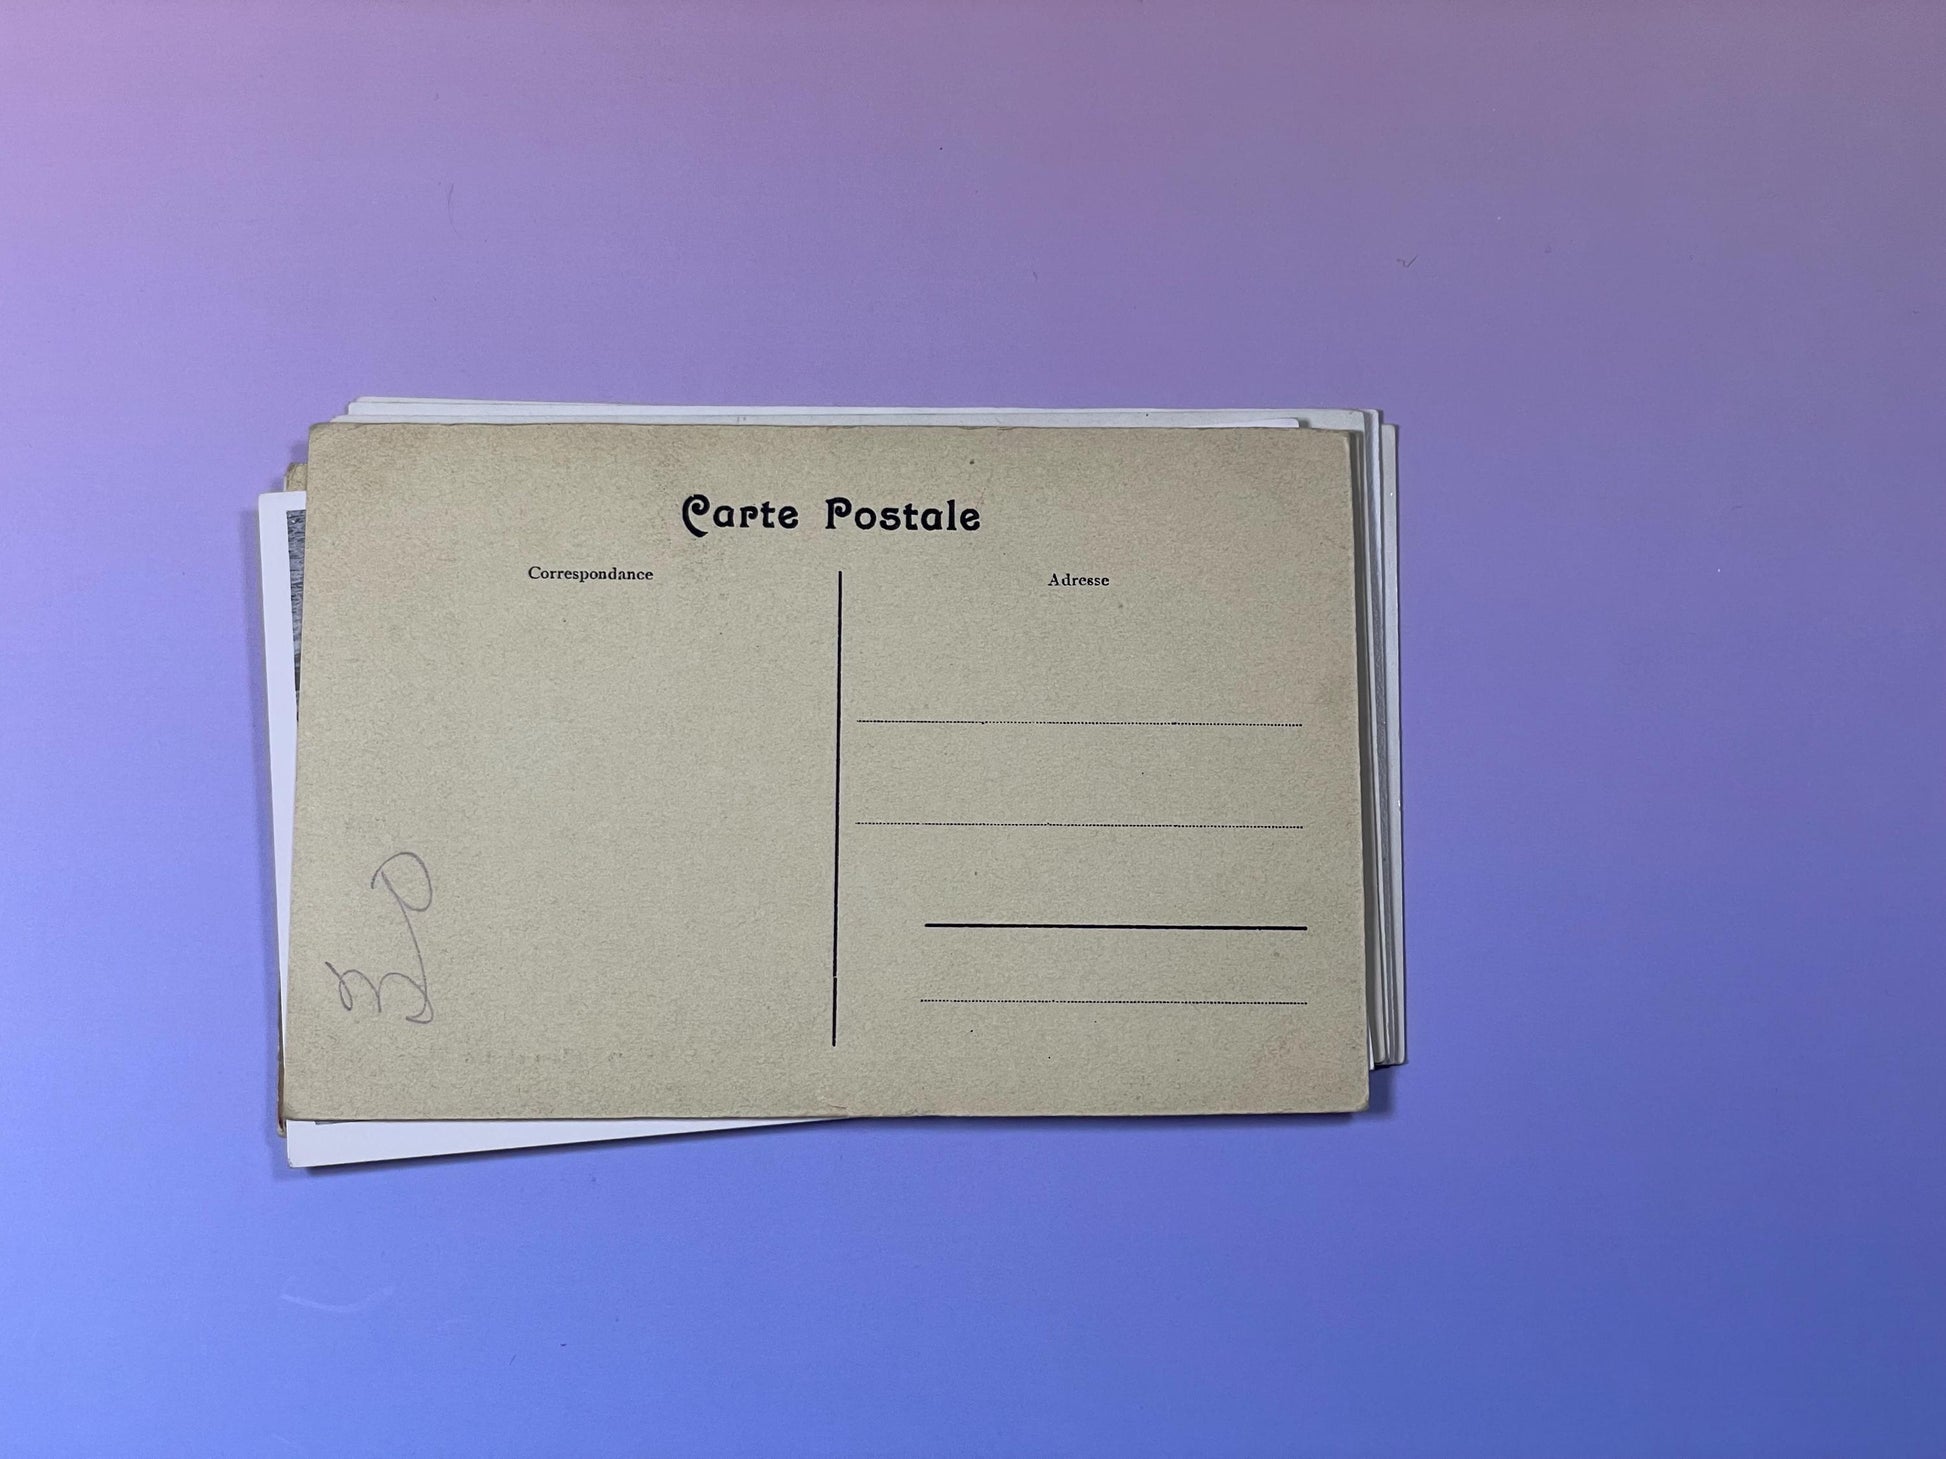 Carte Postale
Correspondance
Adresse